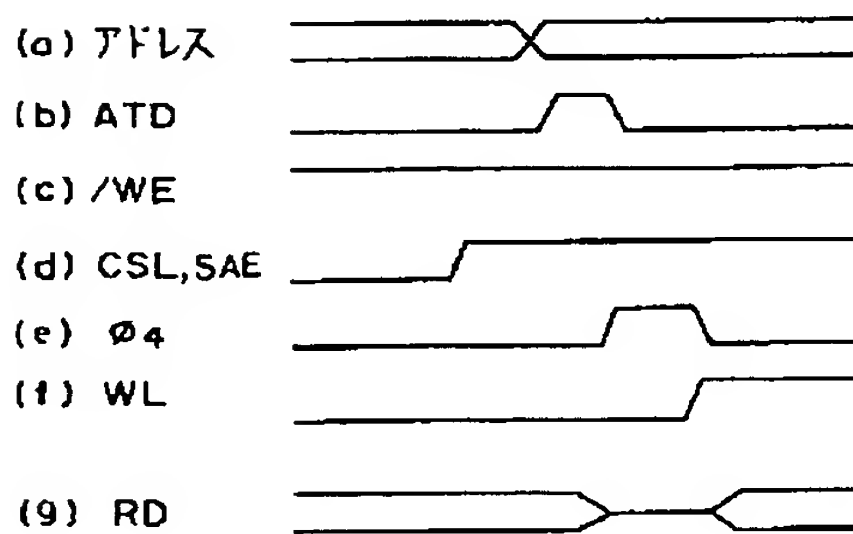 (a) アドレス
(b) ATD
(c) /WE
(d) CSL,SAE
(e) Ø4
(f) WL
(g) RD